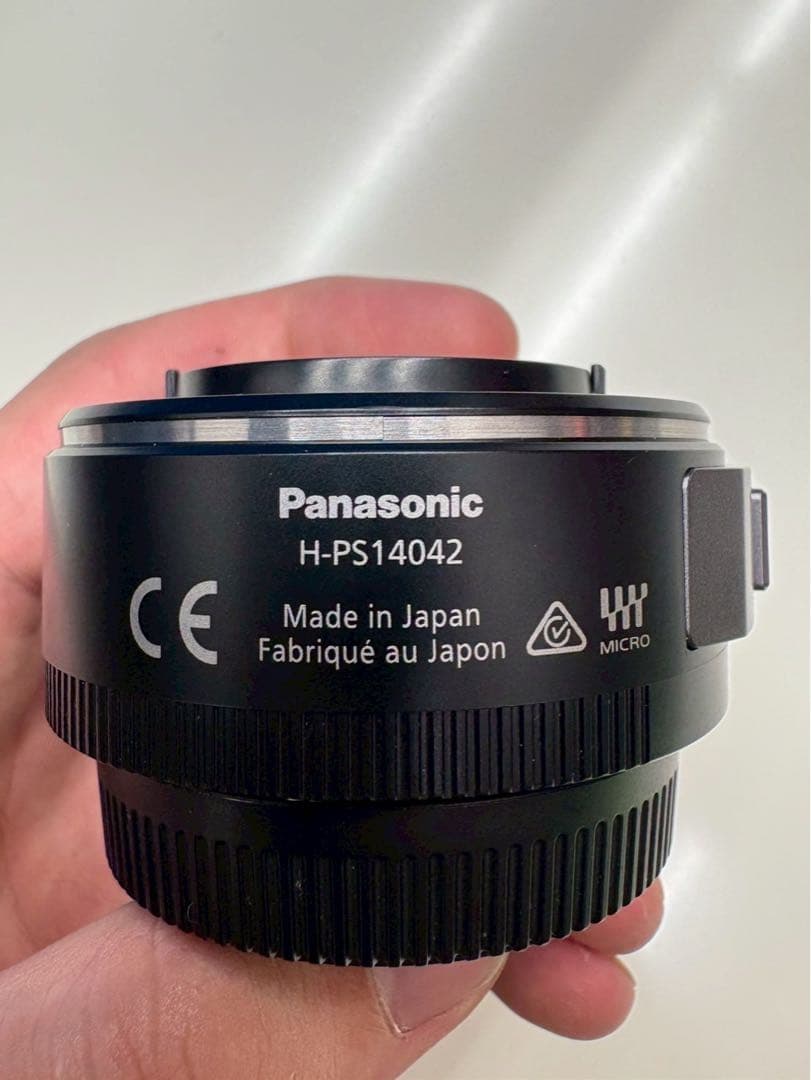 Panasonic
H-PS14042
CE
Made in Japan
Fabriqué au Japon
MICRO